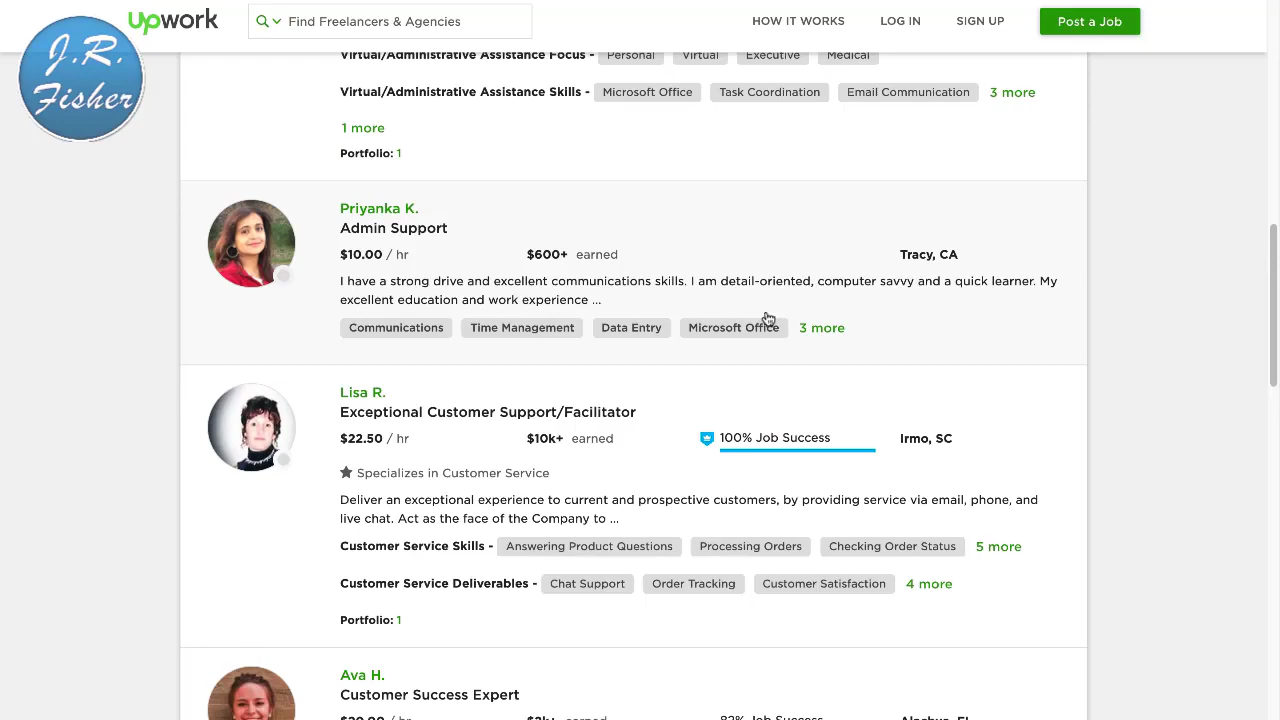 upwork
Find Freelancers & Agencies
HOW IT WORKS
LOG IN
SIGN UP
Post a Job
J.R.
Fisher
Virtual/Administrative Assistance Focus - Personal Virtual Executive Medical
Virtual/Administrative Assistance Skills - Microsoft Office Task Coordination Email Communication 3 more
1 more
Portfolio: 1
Priyanka K.
Admin Support
$10.00 / hr $600+ earned Tracy, CA
I have a strong drive and excellent communications skills. I am detail-oriented, computer savvy and a quick learner. My
excellent education and work experience ...
Communications Time Management Data Entry Microsoft Office 3 more
Lisa R.
Exceptional Customer Support/Facilitator
$22.50 / hr $10k+ earned 100% Job Success Irmo, SC
Specializes in Customer Service
Deliver an exceptional experience to current and prospective customers, by providing service via email, phone, and
live chat. Act as the face of the Company to ...
Customer Service Skills - Answering Product Questions Processing Orders Checking Order Status 5 more
Customer Service Deliverables - Chat Support Order Tracking Customer Satisfaction 4 more
Portfolio: 1
Ava H.
Customer Success Expert
/ hr earned 82% Job Success